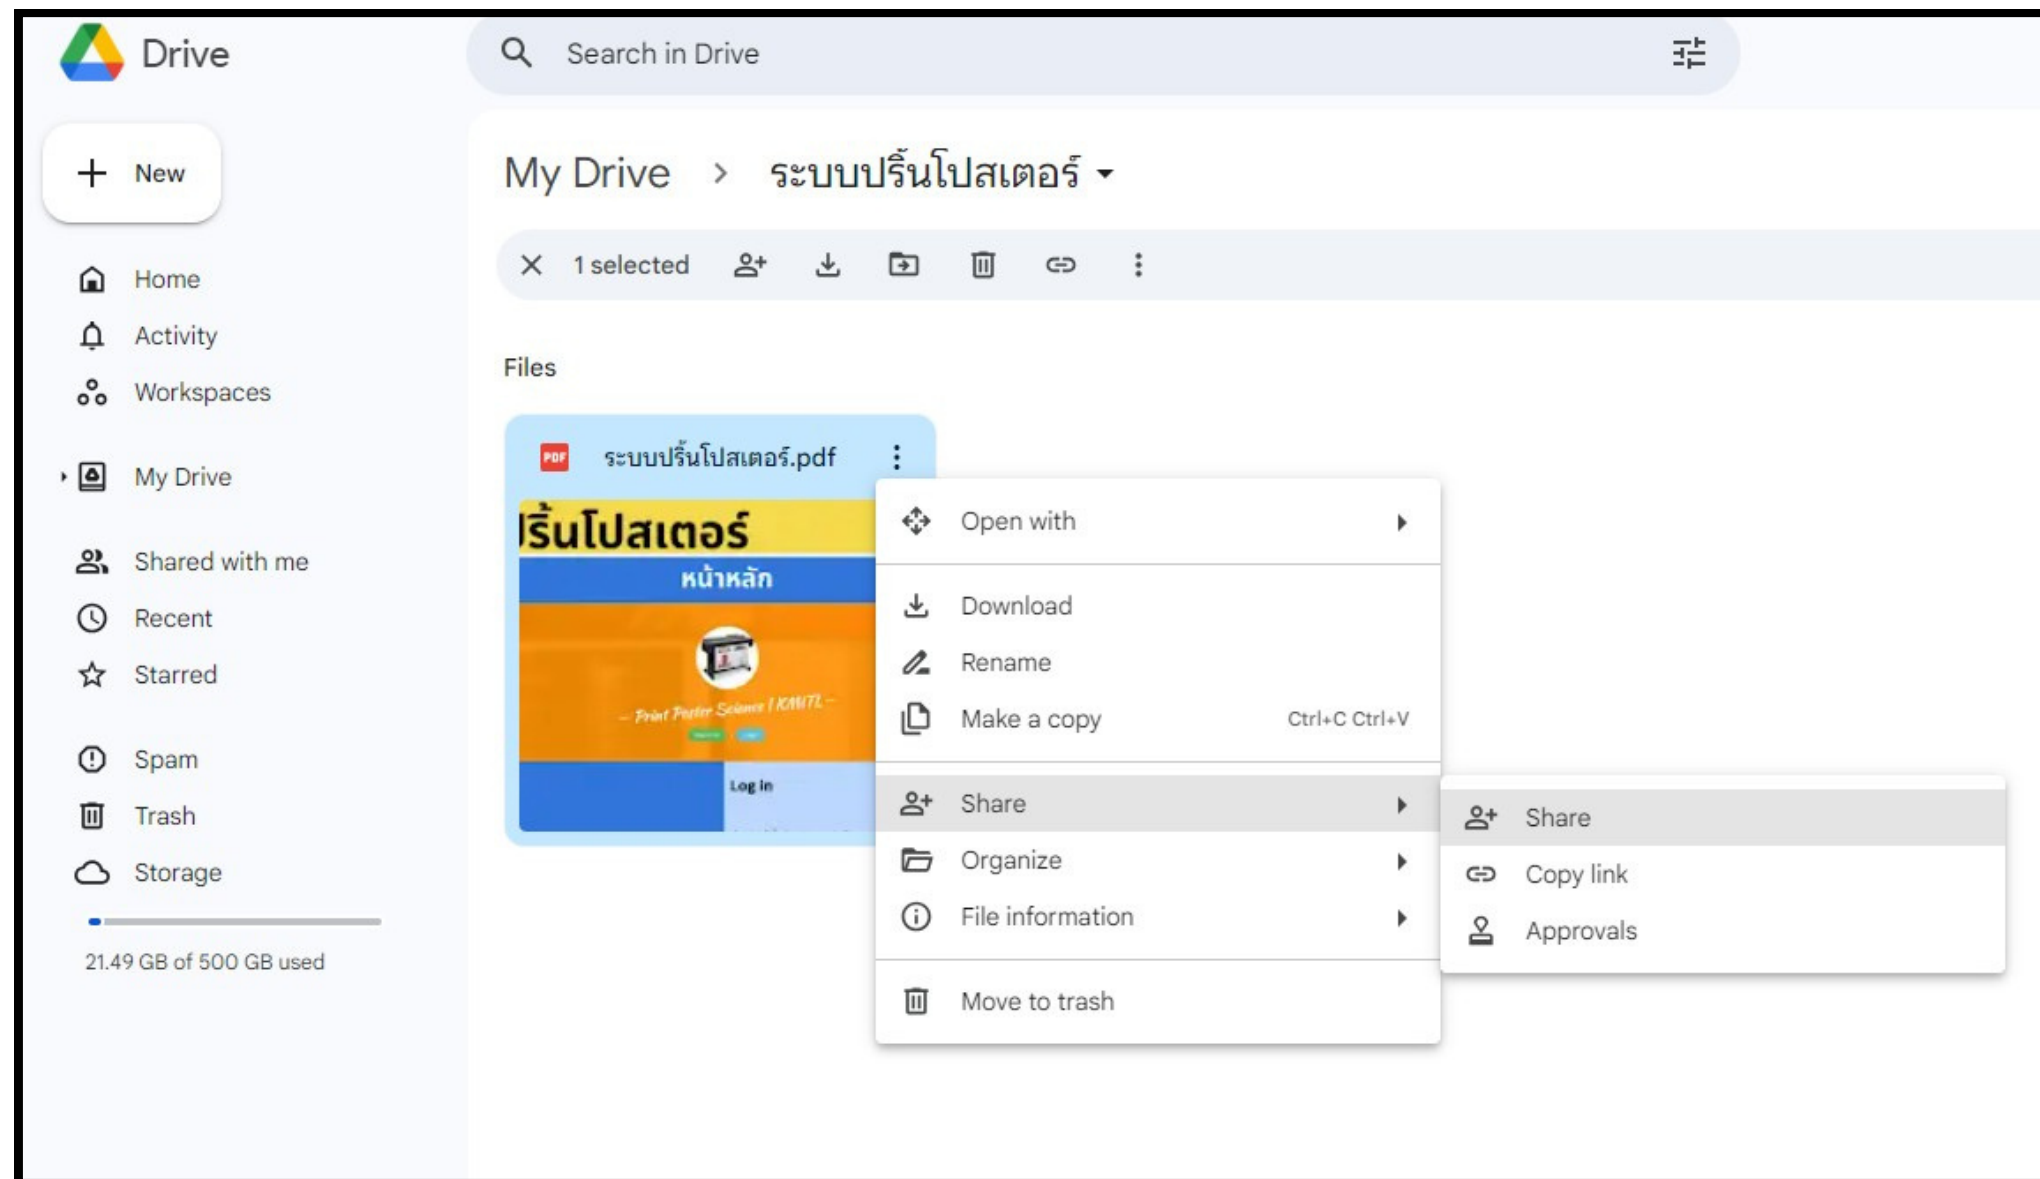 Drive
Search in Drive
New
My Drive > ระบบปริ้นโปสเตอร์
1 selected
Home
Activity
Workspaces
My Drive
Shared with me
Recent
Starred
Spam
Trash
Storage
21.49 GB of 500 GB used
Files
PDF ระบบปริ้นโปสเตอร์.pdf
ปริ้นโปสเตอร์
หน้าหลัก
– Print Poster Science | KMITL –
Log in
Open with
Download
Rename
Make a copy Ctrl+C Ctrl+V
Share
Organize
File information
Move to trash
Share
Copy link
Approvals